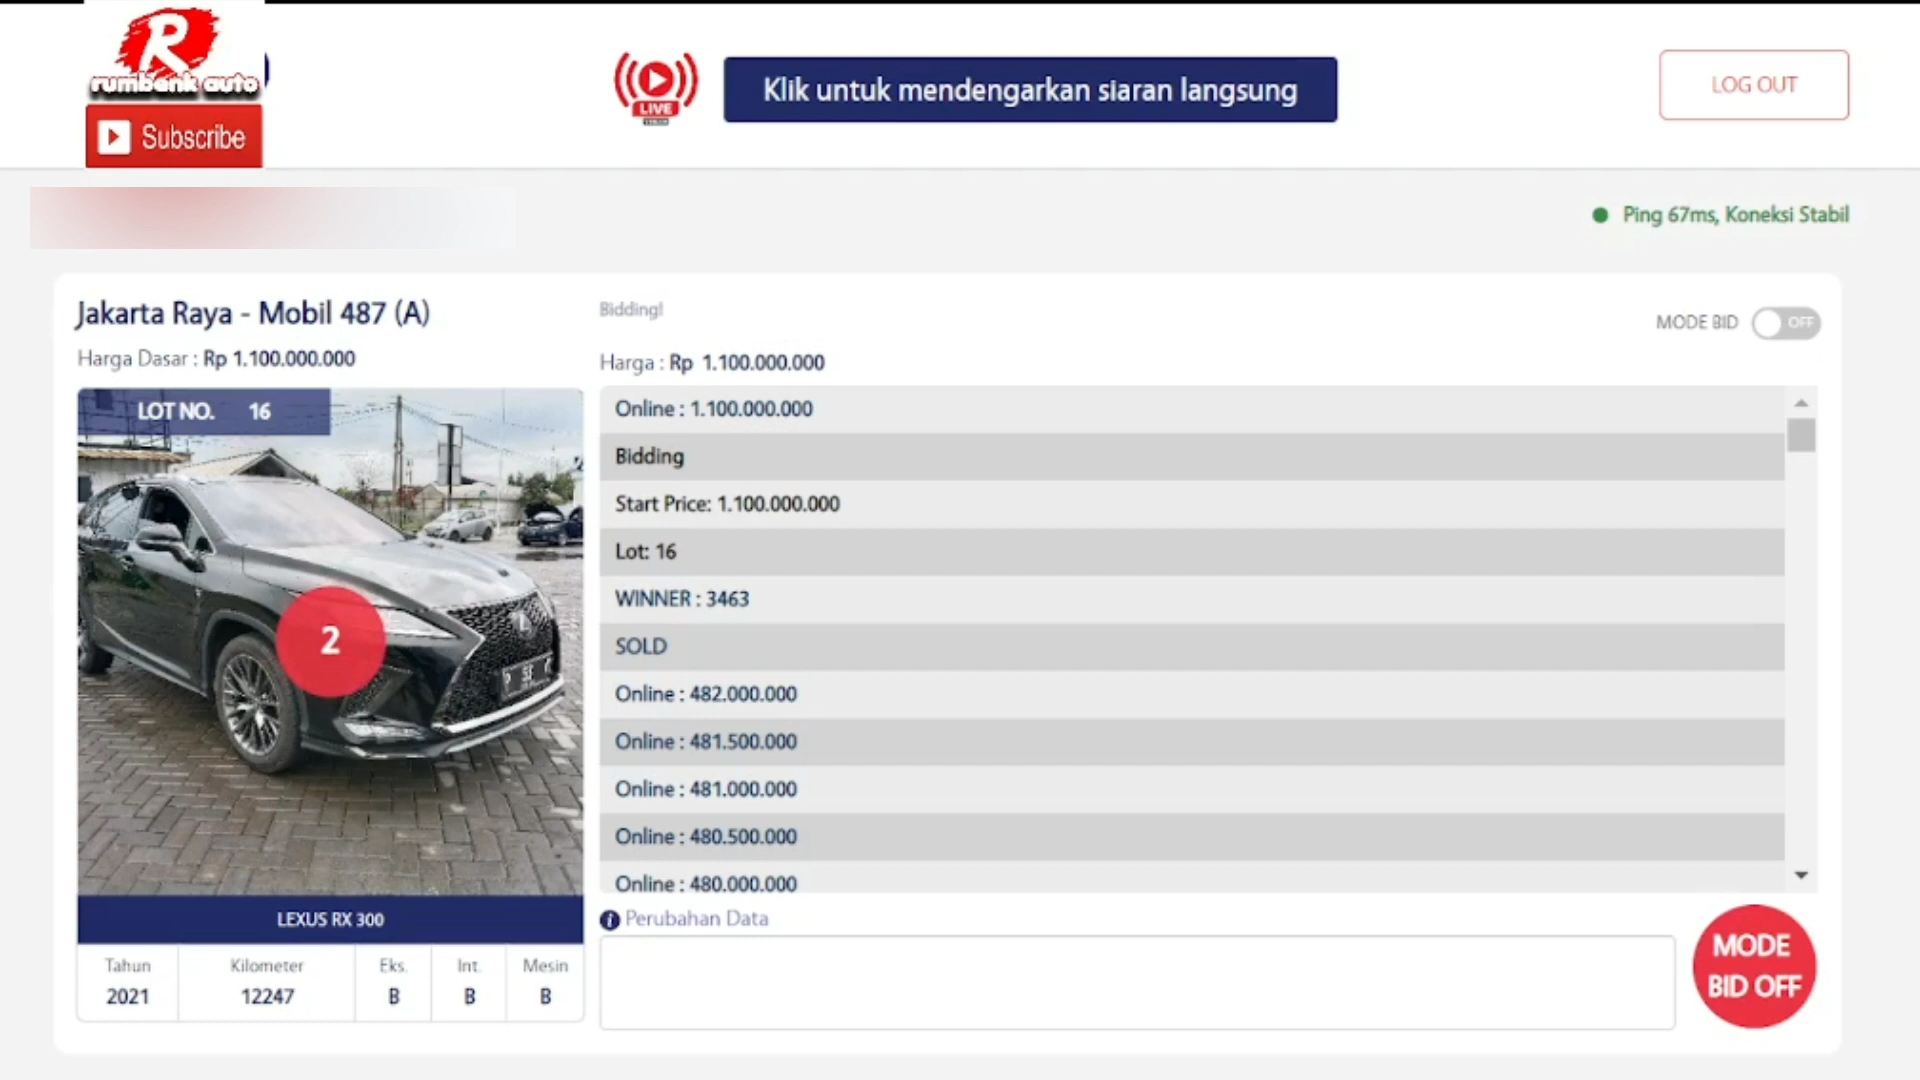 R
rumbank auto
Subscribe
LIVE
Klik untuk mendengarkan siaran langsung
LOG OUT
Ping 67ms, Koneksi Stabil
Jakarta Raya - Mobil 487 (A)
Harga Dasar : Rp 1.100.000.000
LOT NO. 16
2
LEXUS RX 300
Tahun Kilometer Eks. Int. Mesin
2021 12247 B B B
Bidding!
MODE BID OFF
Harga : Rp 1.100.000.000
Online : 1.100.000.000
Bidding
Start Price: 1.100.000.000
Lot: 16
WINNER : 3463
SOLD
Online : 482.000.000
Online : 481.500.000
Online : 481.000.000
Online : 480.500.000
Online : 480.000.000
Perubahan Data
MODE
BID OFF